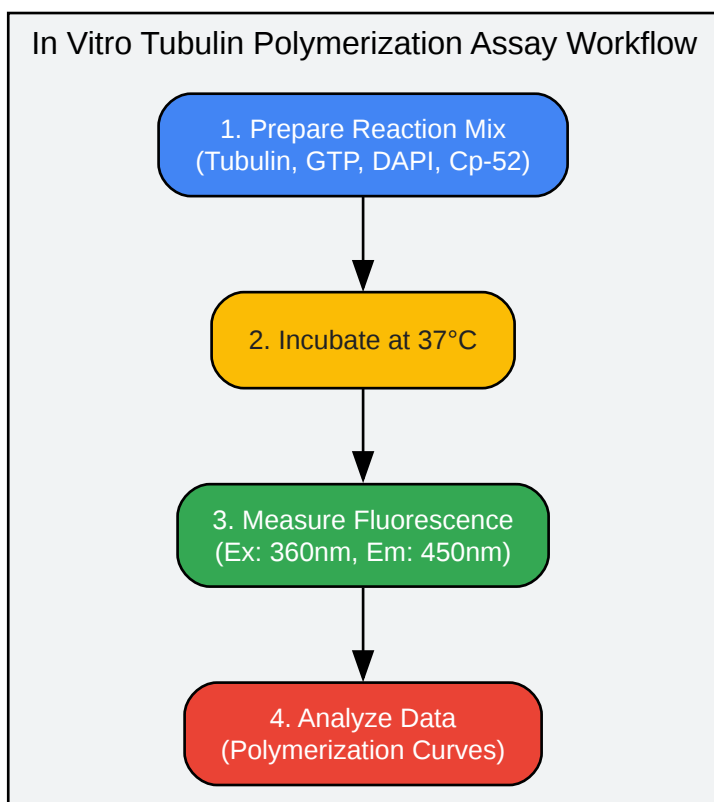 In Vitro Tubulin Polymerization Assay Workflow
1. Prepare Reaction Mix
(Tubulin, GTP, DAPI, Cp-52)
2. Incubate at 37°C
3. Measure Fluorescence
(Ex: 360nm, Em: 450nm)
4. Analyze Data
(Polymerization Curves)